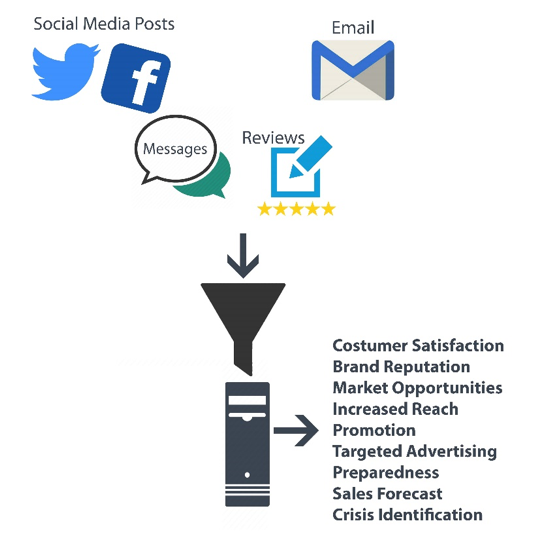 Social Media Posts
Email
Messages
Reviews
Costumer Satisfaction
Brand Reputation
Market Opportunities
Increased Reach
Promotion
Targeted Advertising
Preparedness
Sales Forecast
Crisis Identification